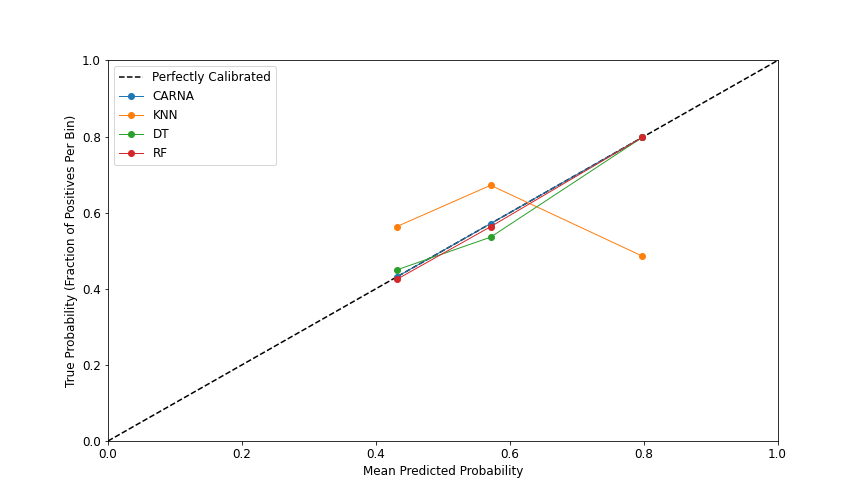 Perfectly Calibrated
CARNA
KNN
DT
RF
1.0
0.8
0.6
0.4
0.2
0.0
True Probability (Fraction of Positives Per Bin)
0.0 0.2 0.4 0.6 0.8 1.0
Mean Predicted Probability